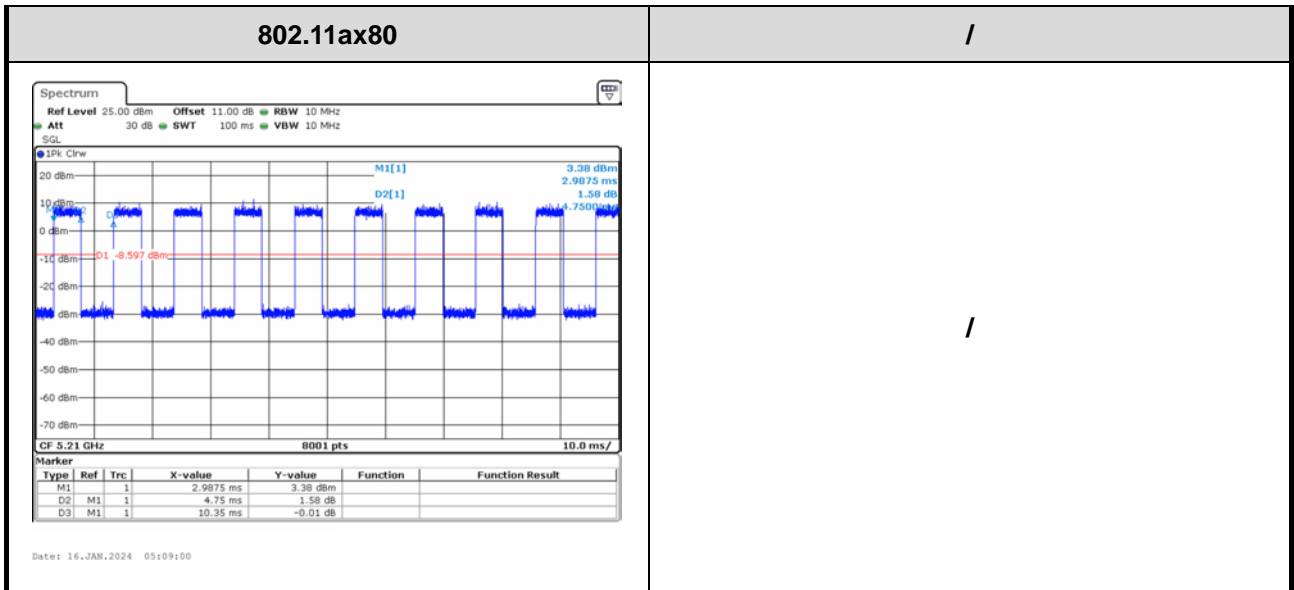 802.11ax80 /
Spectrum
Ref Level 25.00 dBm Offset 11.00 dB RBW 10 MHz
Att 30 dB SWT 100 ms VBW 10 MHz
SGL
1Pk Clrw
M1[1] 3.38 dBm
2.9875 ms
20 dBm
D2[1] 1.58 dB
4.7500
10 dBm
0 dBm
-10 dBm
D1 -8.597 dBm
-20 dBm
dBm
-40 dBm
-50 dBm
-60 dBm
-70 dBm
CF 5.21 GHz 8001 pts 10.0 ms/
Marker
Type Ref Trc X-value Y-value Function Function Result
M1 1 2.9875 ms 3.38 dBm
D2 M1 1 4.75 ms 1.58 dB
D3 M1 1 10.35 ms -0.01 dB
Date: 16.JAN.2024 05:09:00
/